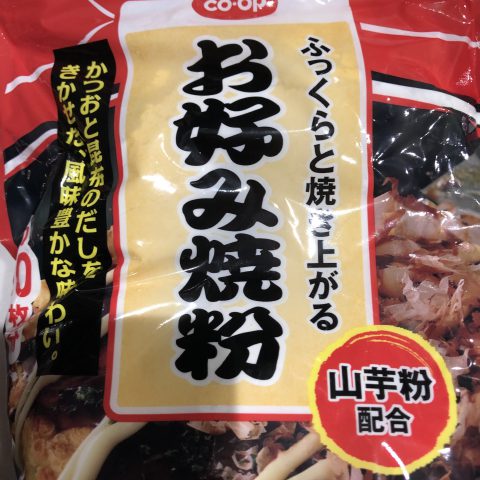 co-op
ふっくらと焼き上がる
お好み焼粉
かつおと昆布のだしを
きかせた、風味豊かな味わい。
山芋粉
配合